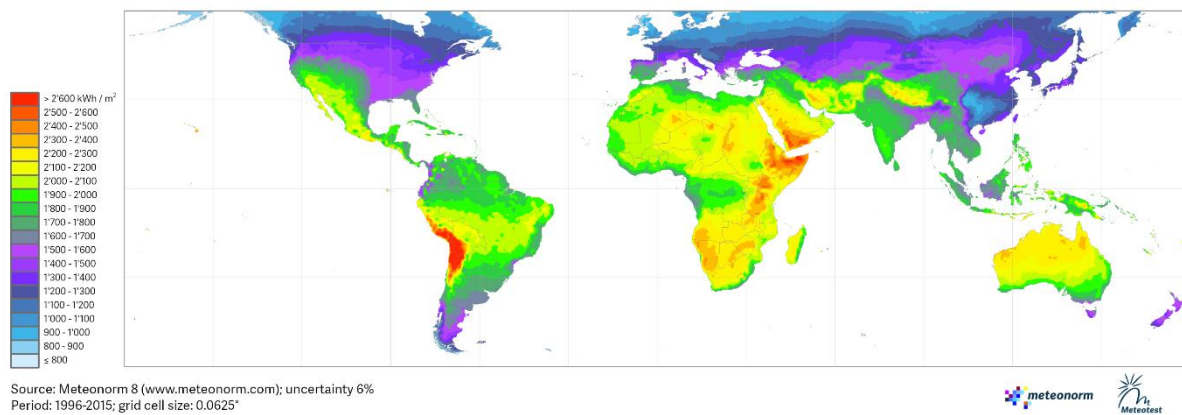 > 2'600 kWh / m²
2'500 - 2'600
2'400 - 2'500
2'300 - 2'400
2'200 - 2'300
2'100 - 2'200
2'000 - 2'100
1'900 - 2'000
1'800 - 1'900
1'700 - 1'800
1'600 - 1'700
1'500 - 1'600
1'400 - 1'500
1'300 - 1'400
1'200 - 1'300
1'100 - 1'200
1'000 - 1'100
900 - 1'000
800 - 900
≤ 800
Source: Meteonorm 8 (www.meteonorm.com); uncertainty 6%
Period: 1996-2015; grid cell size: 0.0625°
meteonorm
Meteotest